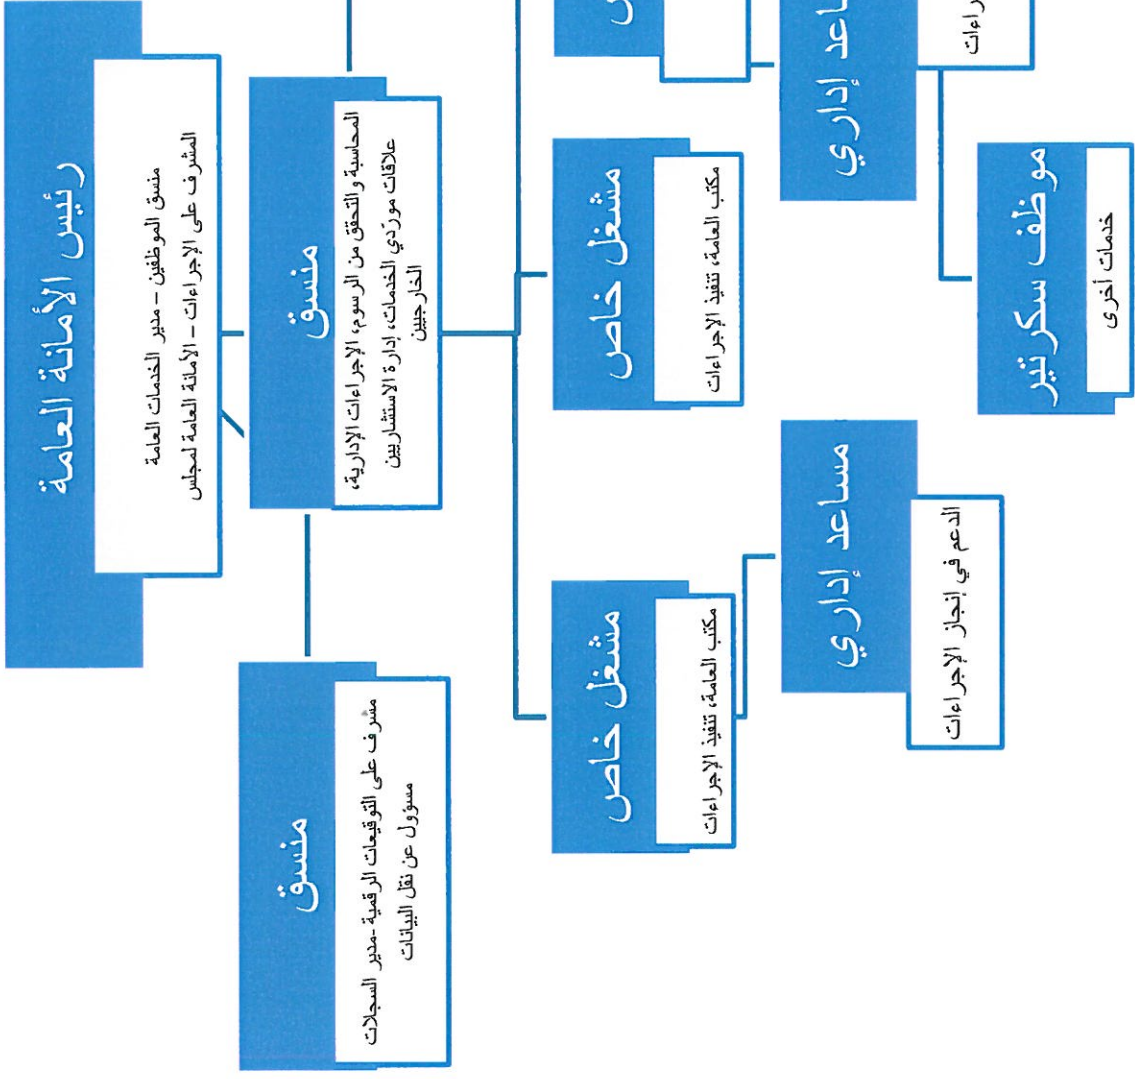 رئيس الأمانة العامة
منسق الموظفين – مدير الخدمات العامة
المشرف على الإجراءات – الأمانة العامة لمجلس
منسق
المحاسبة والتحقق من الرسوم، الإجراءات الإدارية،
علاقات مورّدي الخدمات، إدارة الاستشاريين
الخارجيين
منسق
مشرف على التوقيعات الرقمية -مدير السجلات
مسؤول عن نقل البيانات
مشغل خاص
مكتب العامة، تنفيذ الإجراءات
مشغل خاص
مكتب العامة، تنفيذ الإجراءات
اعد إداري
راءات
مساعد إداري
الدعم في إنجاز الإجراءات
موظف سكرتير
خدمات أخرى